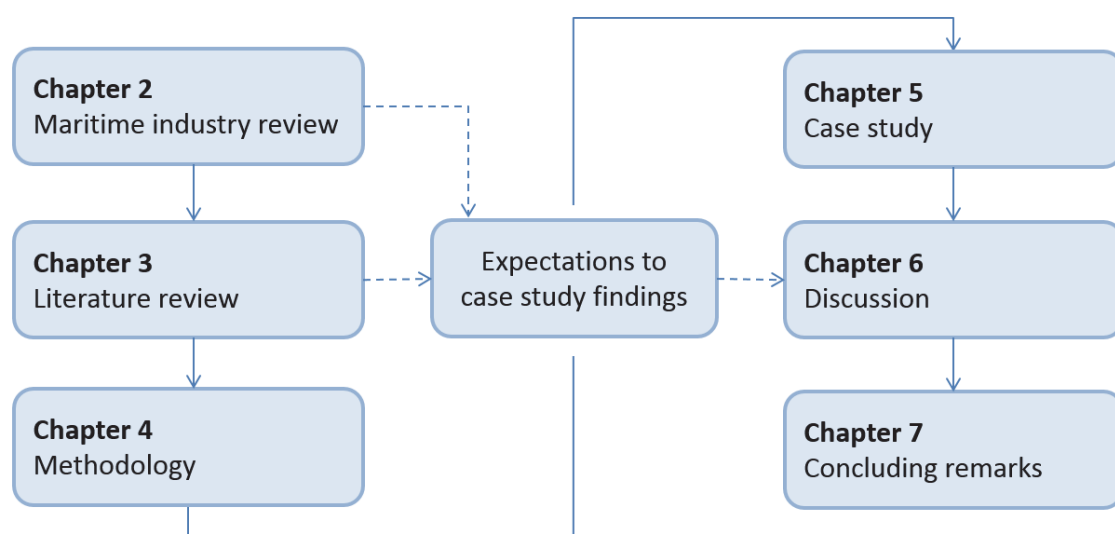 Chapter 2
Maritime industry review
Chapter 3
Literature review
Chapter 4
Methodology
Expectations to
case study findings
Chapter 5
Case study
Chapter 6
Discussion
Chapter 7
Concluding remarks